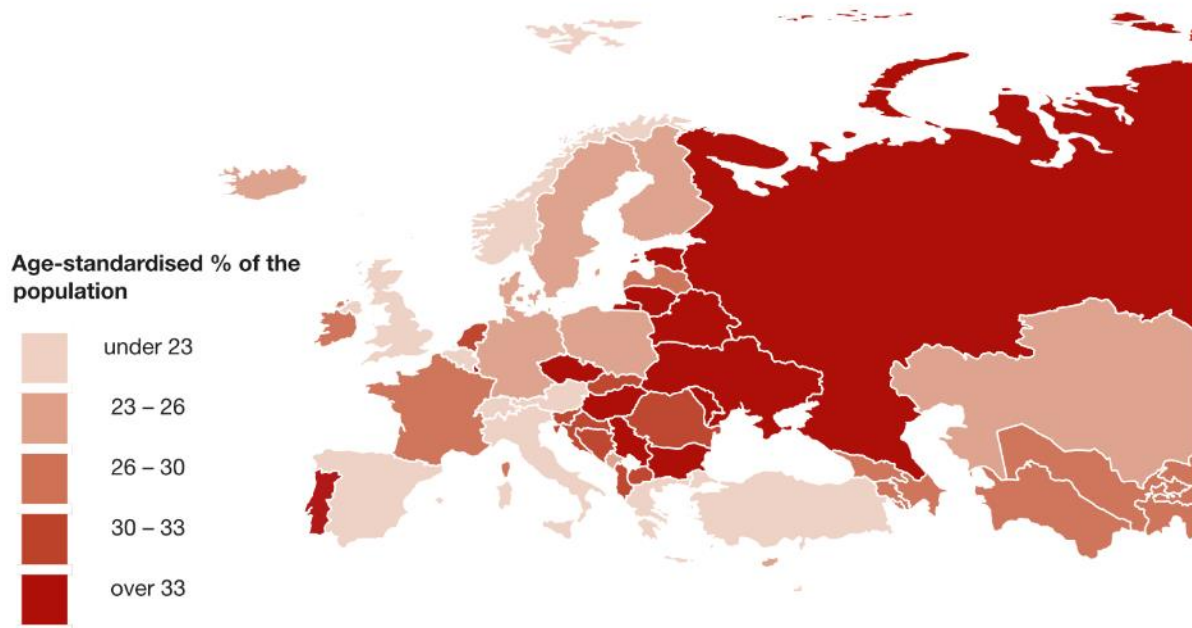 Age-standardised % of the
population
under 23
23 – 26
26 – 30
30 – 33
over 33